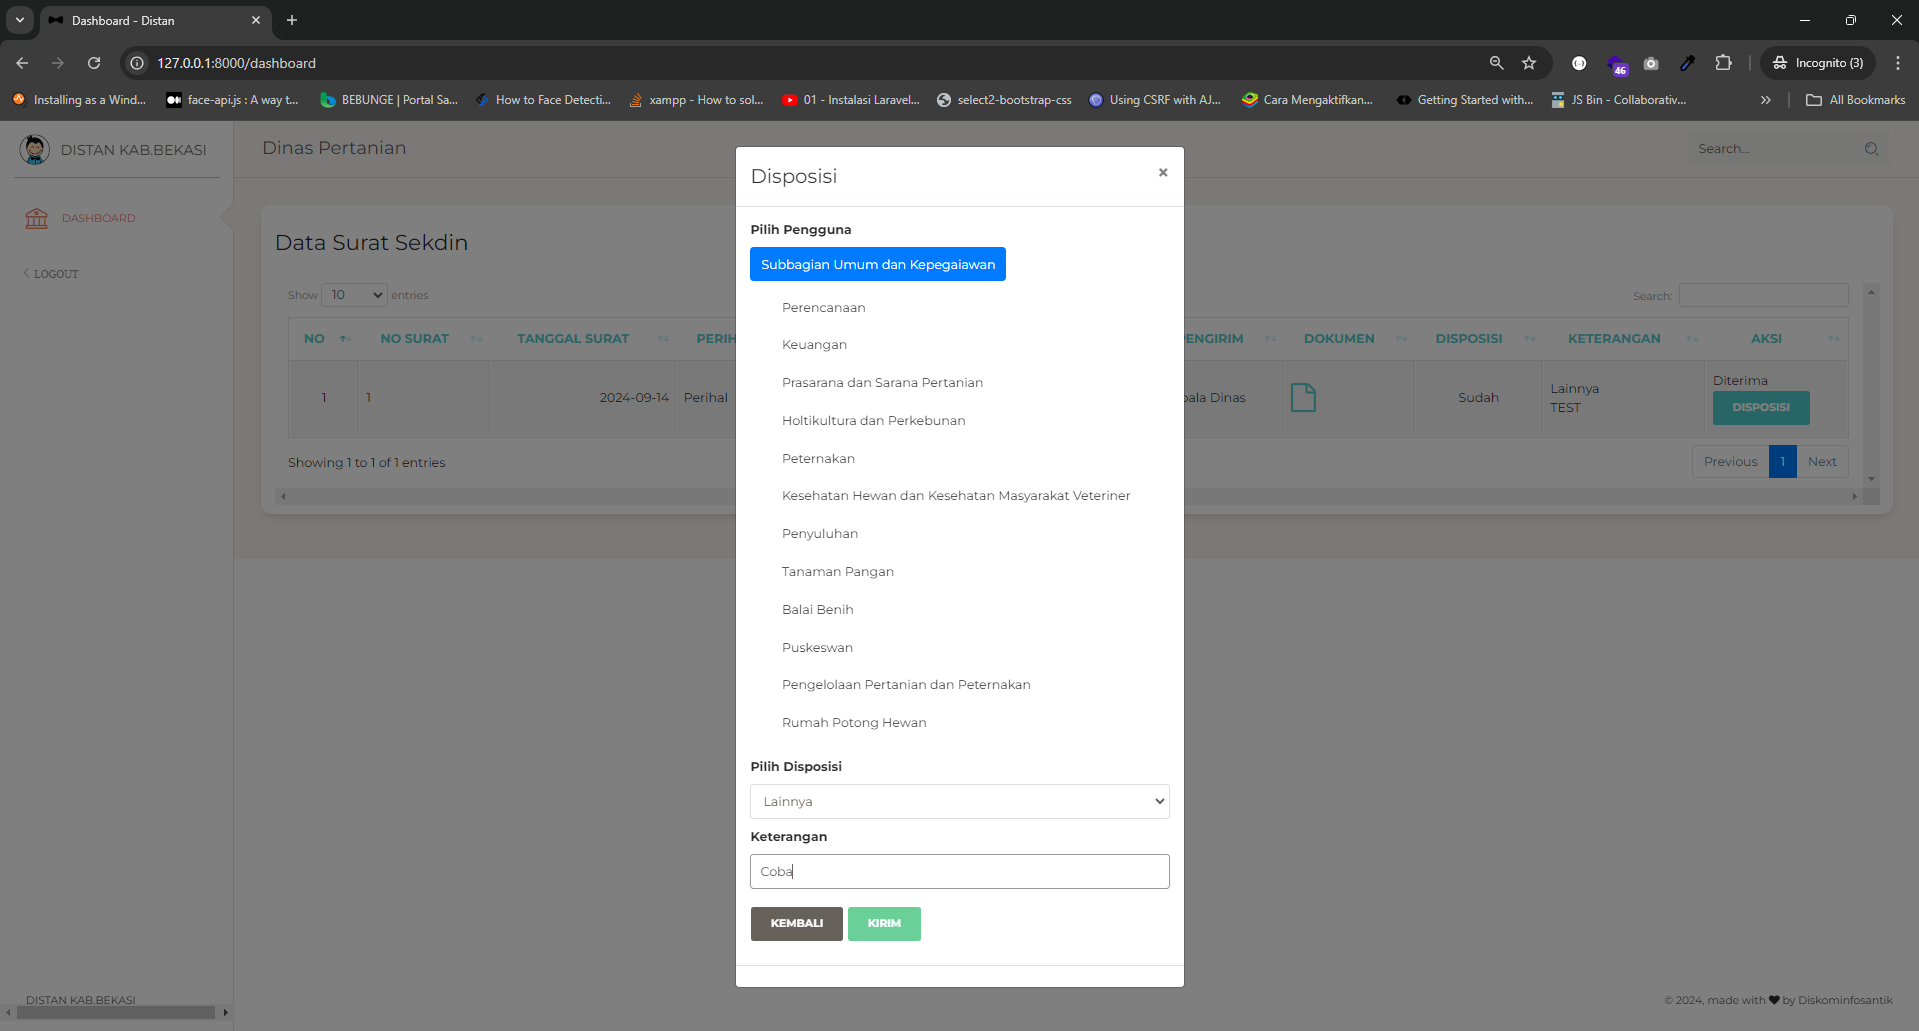 Dashboard - Distan
127.0.0.1:8000/dashboard
Incognito (3)
Installing as a Wind...
face-api.js : A way t...
BEBUNGE | Portal Sa...
How to Face Detecti...
xampp - How to sol...
01 - Instalasi Laravel...
select2-bootstrap-css
Using CSRF with AJ...
Cara Mengaktifkan...
Getting Started with...
JS Bin - Collaborativ...
All Bookmarks
46
DISTAN KAB.BEKASI
Dinas Pertanian
Search...
DASHBOARD
LOGOUT
Data Surat Sekdin
Show 10 entries
Search:
NO
NO SURAT
TANGGAL SURAT
PERIH
ENGIRIM
DOKUMEN
DISPOSISI
KETERANGAN
AKSI
1
1
2024-09-14
Perihal
pala Dinas
Sudah
Lainnya
TEST
Diterima
DISPOSISI
Showing 1 to 1 of 1 entries
Previous
1
Next
Disposisi
×
Pilih Pengguna
Subbagian Umum dan Kepegaiawan
Perencanaan
Keuangan
Prasarana dan Sarana Pertanian
Holtikultura dan Perkebunan
Peternakan
Kesehatan Hewan dan Kesehatan Masyarakat Veteriner
Penyuluhan
Tanaman Pangan
Balai Benih
Puskeswan
Pengelolaan Pertanian dan Peternakan
Rumah Potong Hewan
Pilih Disposisi
Lainnya
Keterangan
Coba
KEMBALI
KIRIM
DISTAN KAB.BEKASI
© 2024, made with ♥ by Diskominfosantik